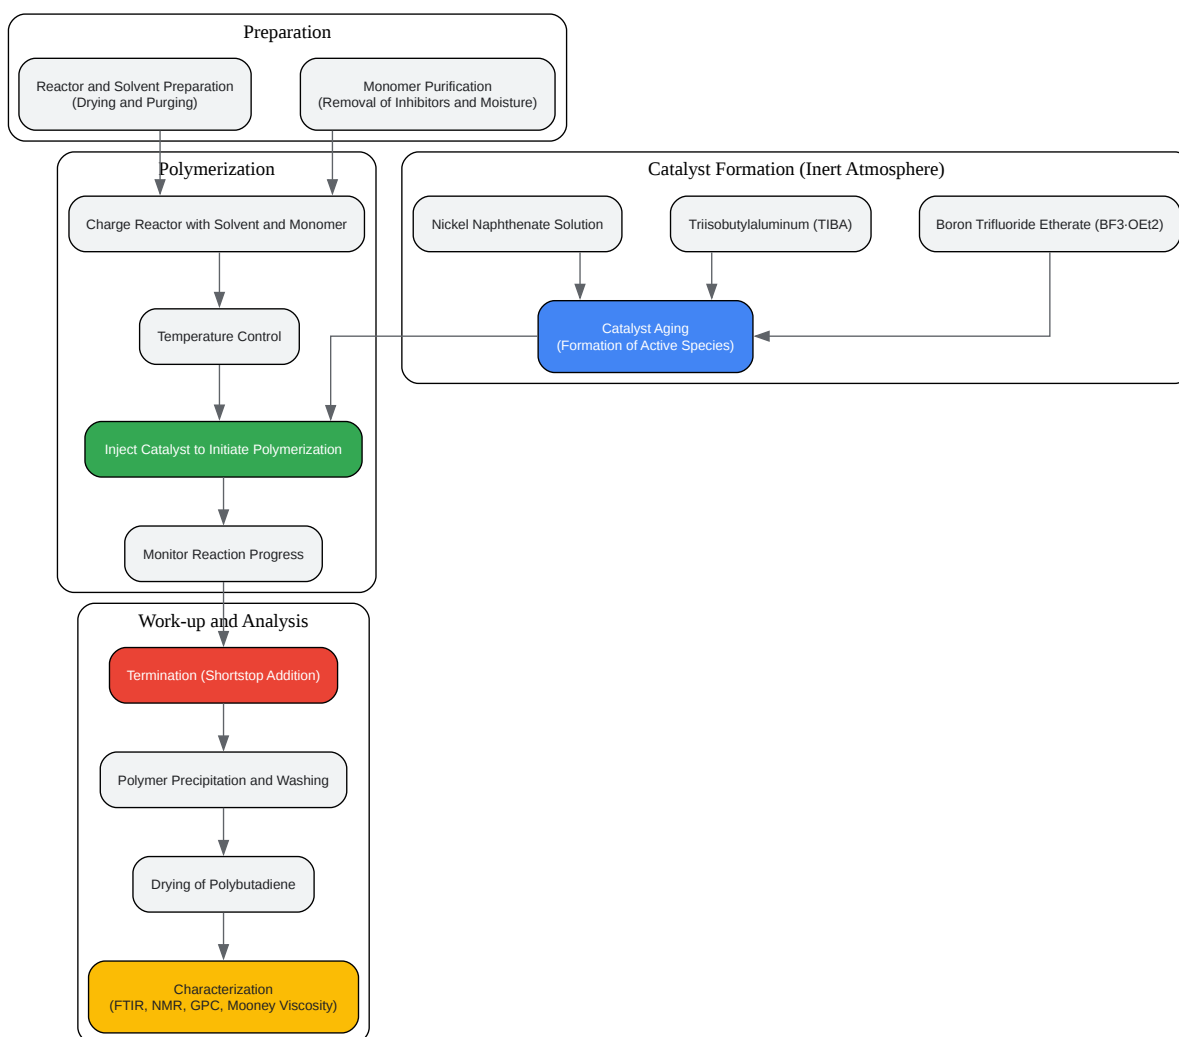 Preparation
Reactor and Solvent Preparation
(Drying and Purging)
Monomer Purification
(Removal of Inhibitors and Moisture)
Polymerization
Charge Reactor with Solvent and Monomer
Temperature Control
Inject Catalyst to Initiate Polymerization
Monitor Reaction Progress
Catalyst Formation (Inert Atmosphere)
Nickel Naphthenate Solution
Triisobutylaluminum (TIBA)
Boron Trifluoride Etherate (BF3·OEt2)
Catalyst Aging
(Formation of Active Species)
Work-up and Analysis
Termination (Shortstop Addition)
Polymer Precipitation and Washing
Drying of Polybutadiene
Characterization
(FTIR, NMR, GPC, Mooney Viscosity)